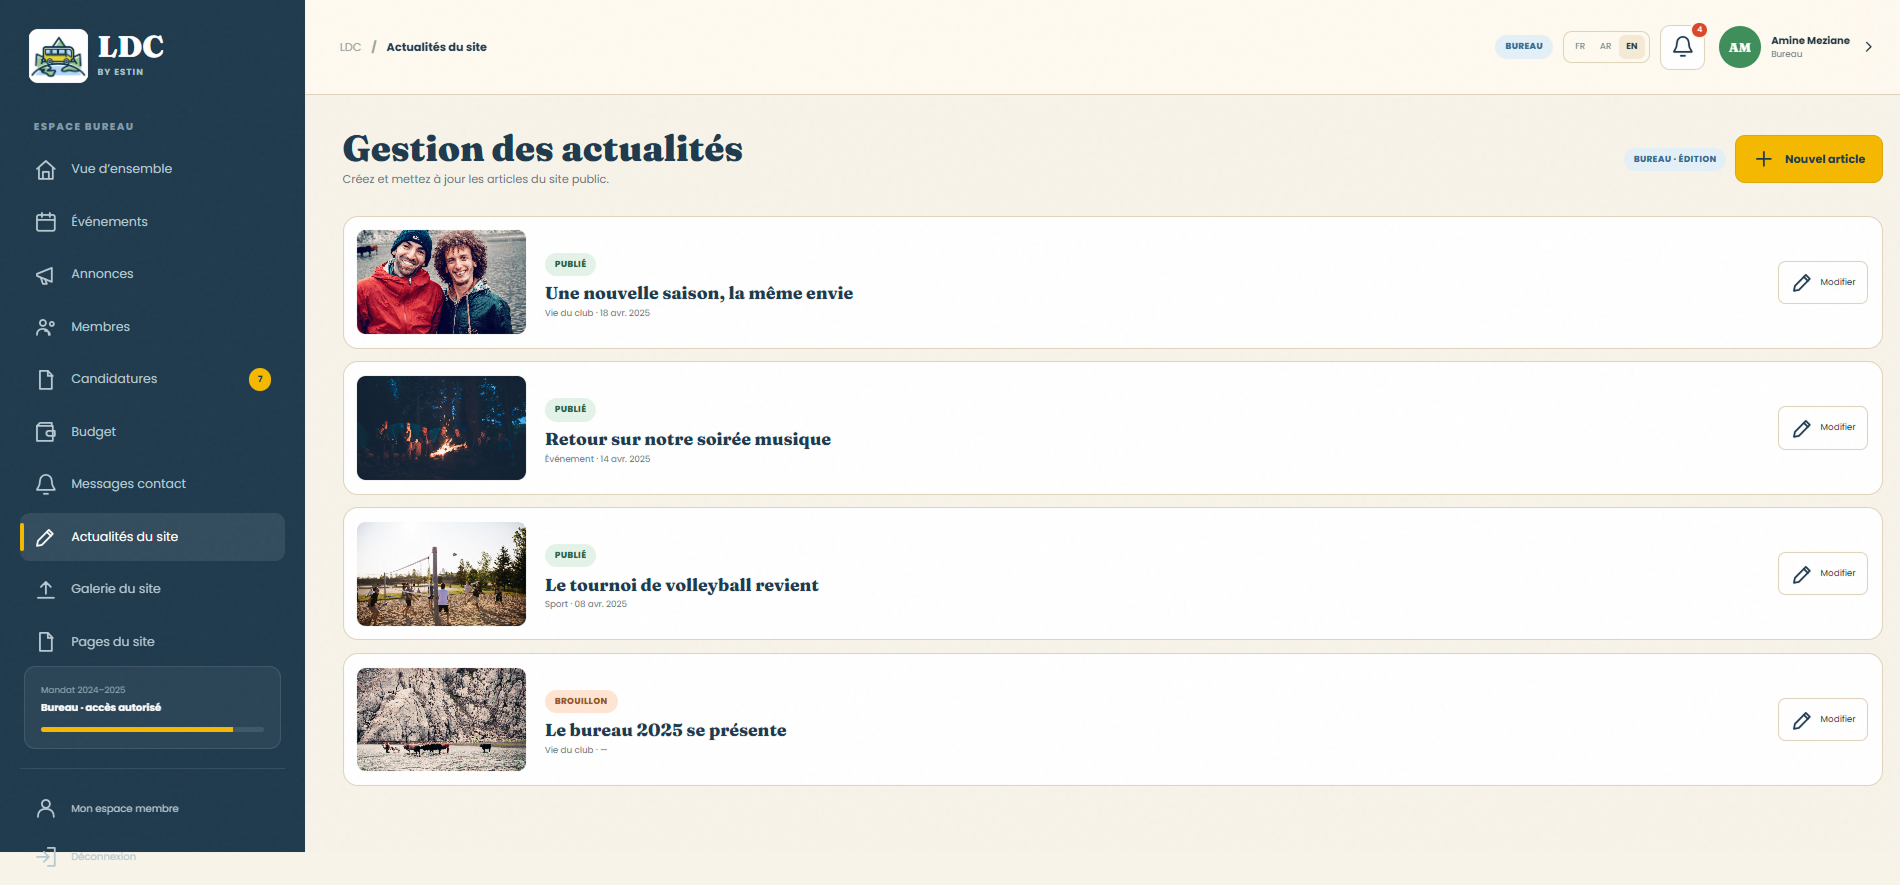 LDC
BY ESTIN
ESPACE BUREAU
Vue d'ensemble
Événements
Annonces
Membres
Candidatures 7
Budget
Messages contact
Actualités du site
Galerie du site
Pages du site
Mandat 2024–2025
Bureau · accès autorisé
Mon espace membre
Déconnexion
LDC / Actualités du site
BUREAU
FR AR EN
4
AM
Amine Meziane
Bureau
Gestion des actualités
Créez et mettez à jour les articles du site public.
BUREAU · ÉDITION
Nouvel article
PUBLIÉ
Une nouvelle saison, la même envie
Vie du club · 18 avr. 2025
Modifier
PUBLIÉ
Retour sur notre soirée musique
Événement · 14 avr. 2025
Modifier
PUBLIÉ
Le tournoi de volleyball revient
Sport · 08 avr. 2025
Modifier
BROUILLON
Le bureau 2025 se présente
Vie du club · —
Modifier